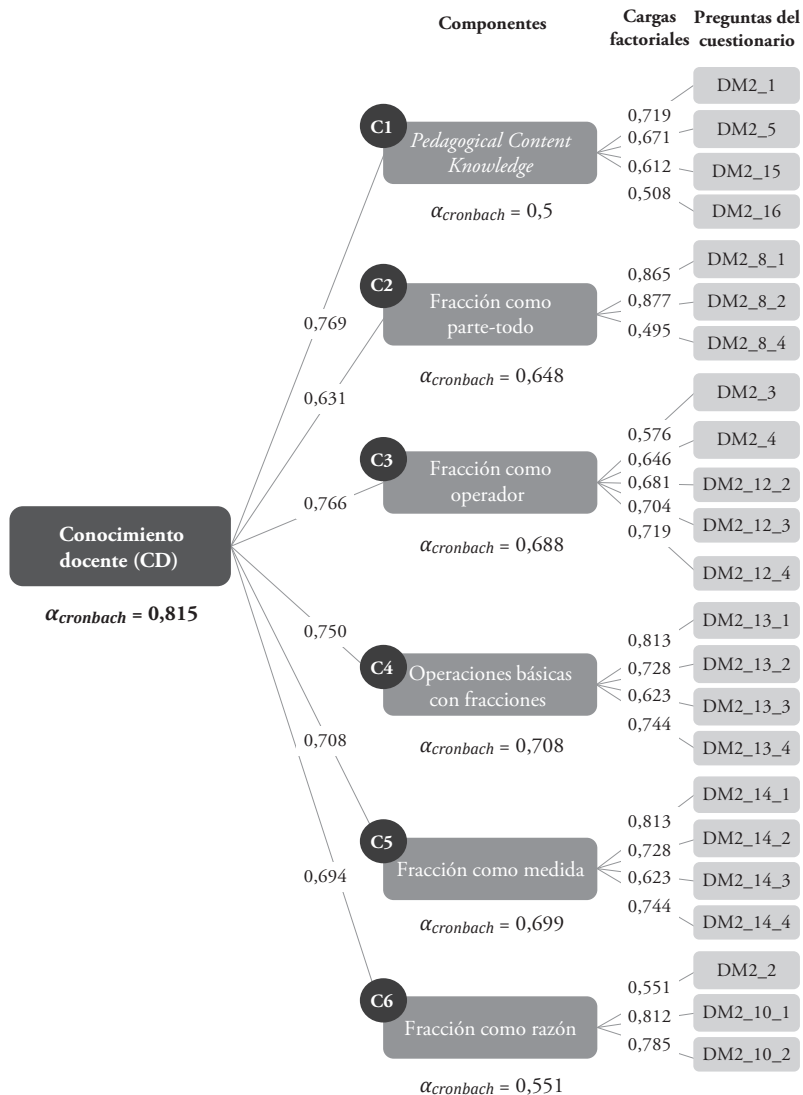 Componentes
Cargas
factoriales
Preguntas del
cuestionario
Conocimiento
docente (CD)
α cronbach = 0,815
0,769
C1
Pedagogical Content
Knowledge
α cronbach = 0,5
0,719
0,671
0,612
0,508
DM2_1
DM2_5
DM2_15
DM2_16
0,631
C2
Fracción como
parte-todo
α cronbach = 0,648
0,865
0,877
0,495
DM2_8_1
DM2_8_2
DM2_8_4
0,766
C3
Fracción como
operador
α cronbach = 0,688
0,576
0,646
0,681
0,704
0,719
DM2_3
DM2_4
DM2_12_2
DM2_12_3
DM2_12_4
0,750
C4
Operaciones básicas
con fracciones
α cronbach = 0,708
0,813
0,728
0,623
0,744
DM2_13_1
DM2_13_2
DM2_13_3
DM2_13_4
0,708
C5
Fracción como medida
α cronbach = 0,699
0,813
0,728
0,623
0,744
DM2_14_1
DM2_14_2
DM2_14_3
DM2_14_4
0,694
C6
Fracción como razón
α cronbach = 0,551
0,551
0,812
0,785
DM2_2
DM2_10_1
DM2_10_2